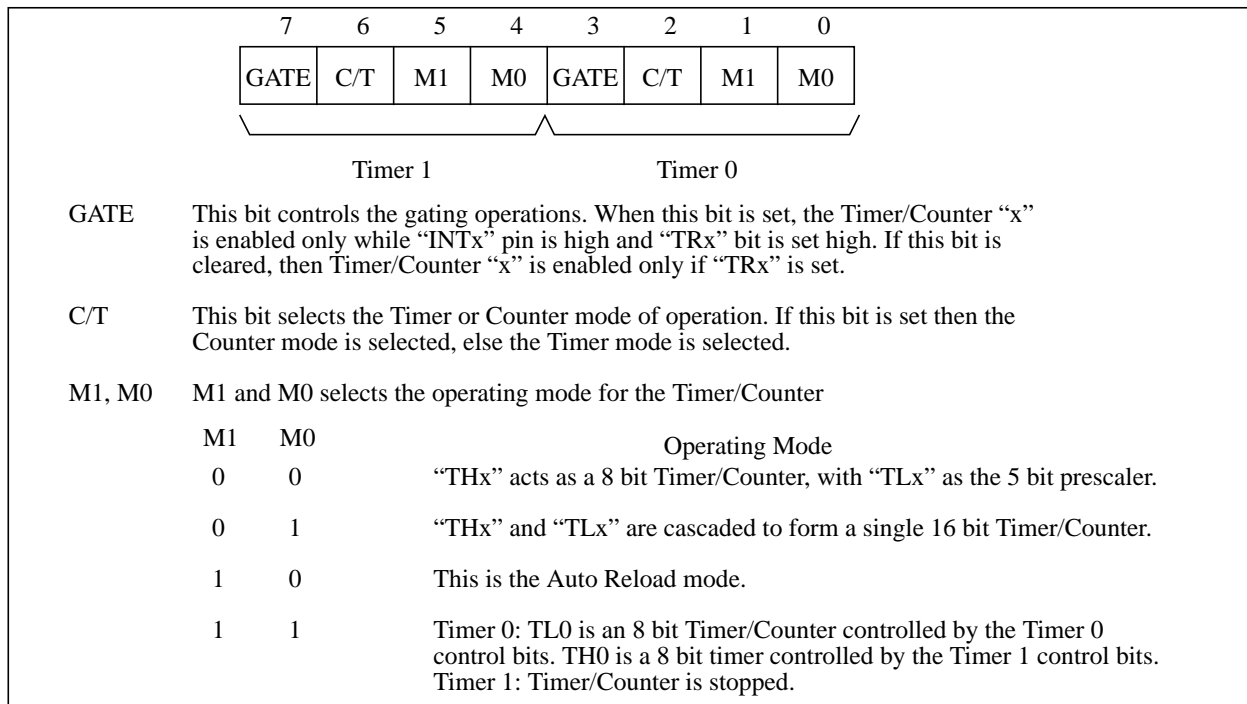 7 6 5 4 3 2 1 0
GATE C/T M1 M0 GATE C/T M1 M0
Timer 1 Timer 0
GATE This bit controls the gating operations. When this bit is set, the Timer/Counter “x”
is enabled only while “INTx” pin is high and “TRx” bit is set high. If this bit is
cleared, then Timer/Counter “x” is enabled only if “TRx” is set.
C/T This bit selects the Timer or Counter mode of operation. If this bit is set then the
Counter mode is selected, else the Timer mode is selected.
M1, M0 M1 and M0 selects the operating mode for the Timer/Counter
M1 M0 Operating Mode
0 0 “THx” acts as a 8 bit Timer/Counter, with “TLx” as the 5 bit prescaler.
0 1 “THx” and “TLx” are cascaded to form a single 16 bit Timer/Counter.
1 0 This is the Auto Reload mode.
1 1 Timer 0: TL0 is an 8 bit Timer/Counter controlled by the Timer 0
control bits. TH0 is a 8 bit timer controlled by the Timer 1 control bits.
Timer 1: Timer/Counter is stopped.